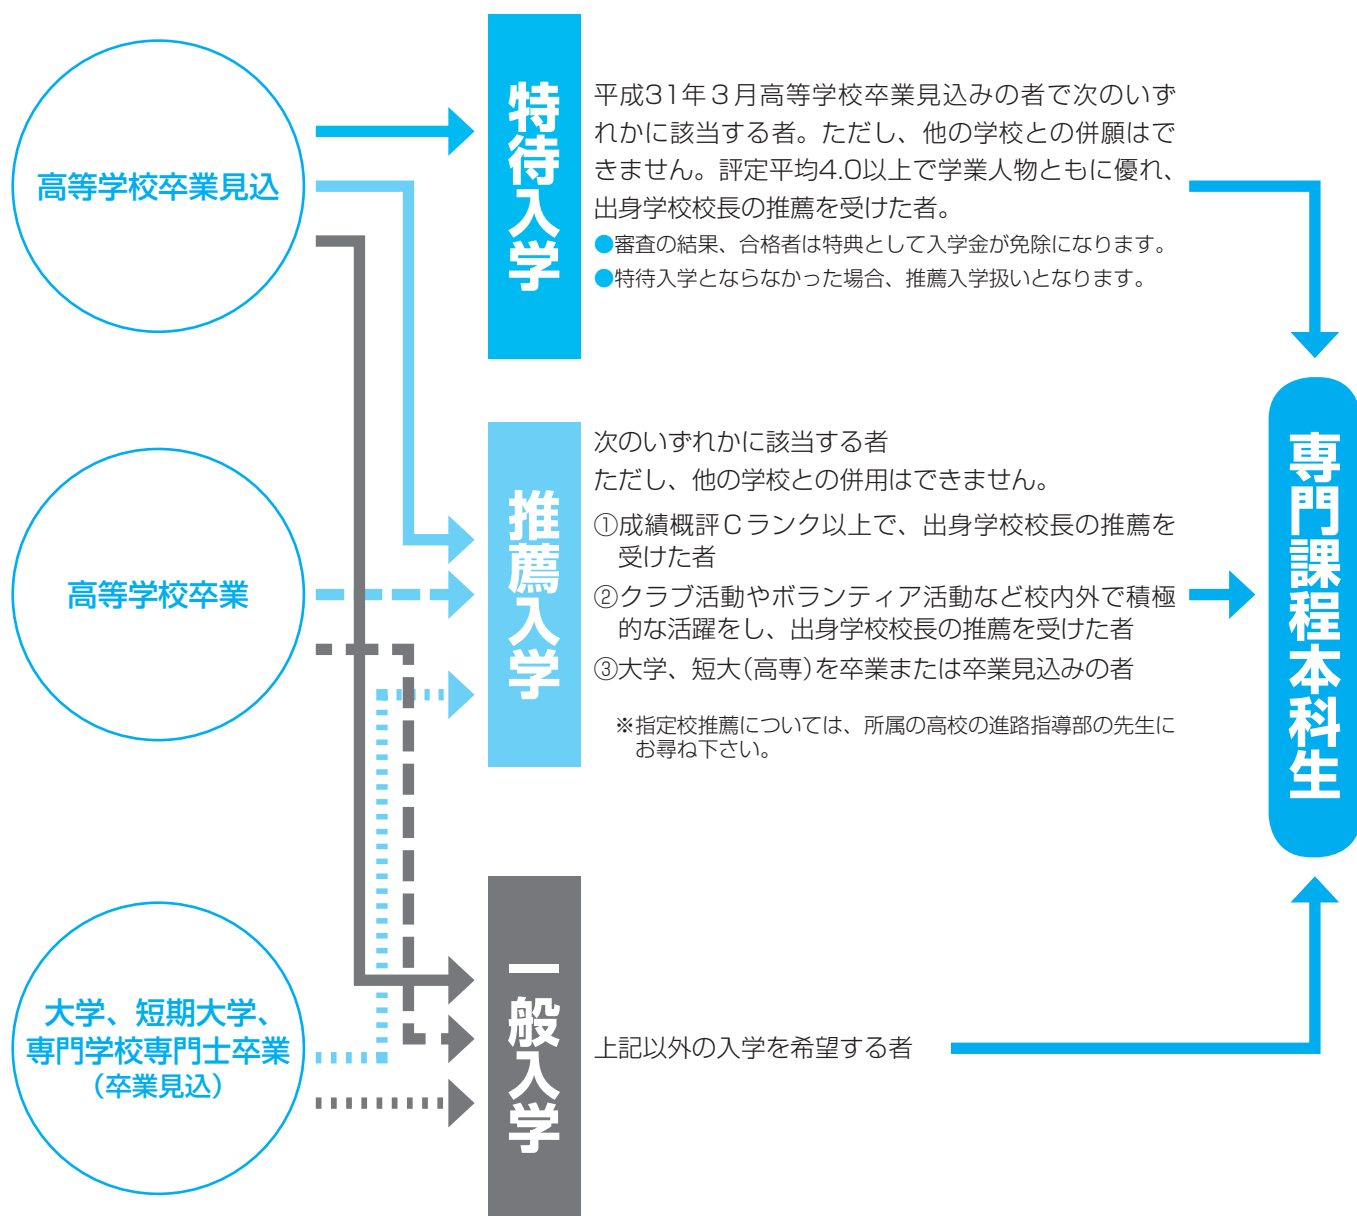 高等学校卒業見込
特待入学
平成31年３月高等学校卒業見込みの者で次のいず
れかに該当する者。ただし、他の学校との併願はで
きません。評定平均4.0以上で学業人物ともに優れ、
出身学校校長の推薦を受けた者。
●審査の結果、合格者は特典として入学金が免除になります。
●特待入学とならなかった場合、推薦入学扱いとなります。
高等学校卒業
推薦入学
次のいずれかに該当する者
ただし、他の学校との併用はできません。
①成績概評Ｃランク以上で、出身学校校長の推薦を
受けた者
②クラブ活動やボランティア活動など校内外で積極
的な活躍をし、出身学校校長の推薦を受けた者
③大学、短大(高専)を卒業または卒業見込みの者
※指定校推薦については、所属の高校の進路指導部の先生に
お尋ね下さい。
専門課程本科生
大学、短期大学、
専門学校専門士卒業
（卒業見込）
一般入学
上記以外の入学を希望する者